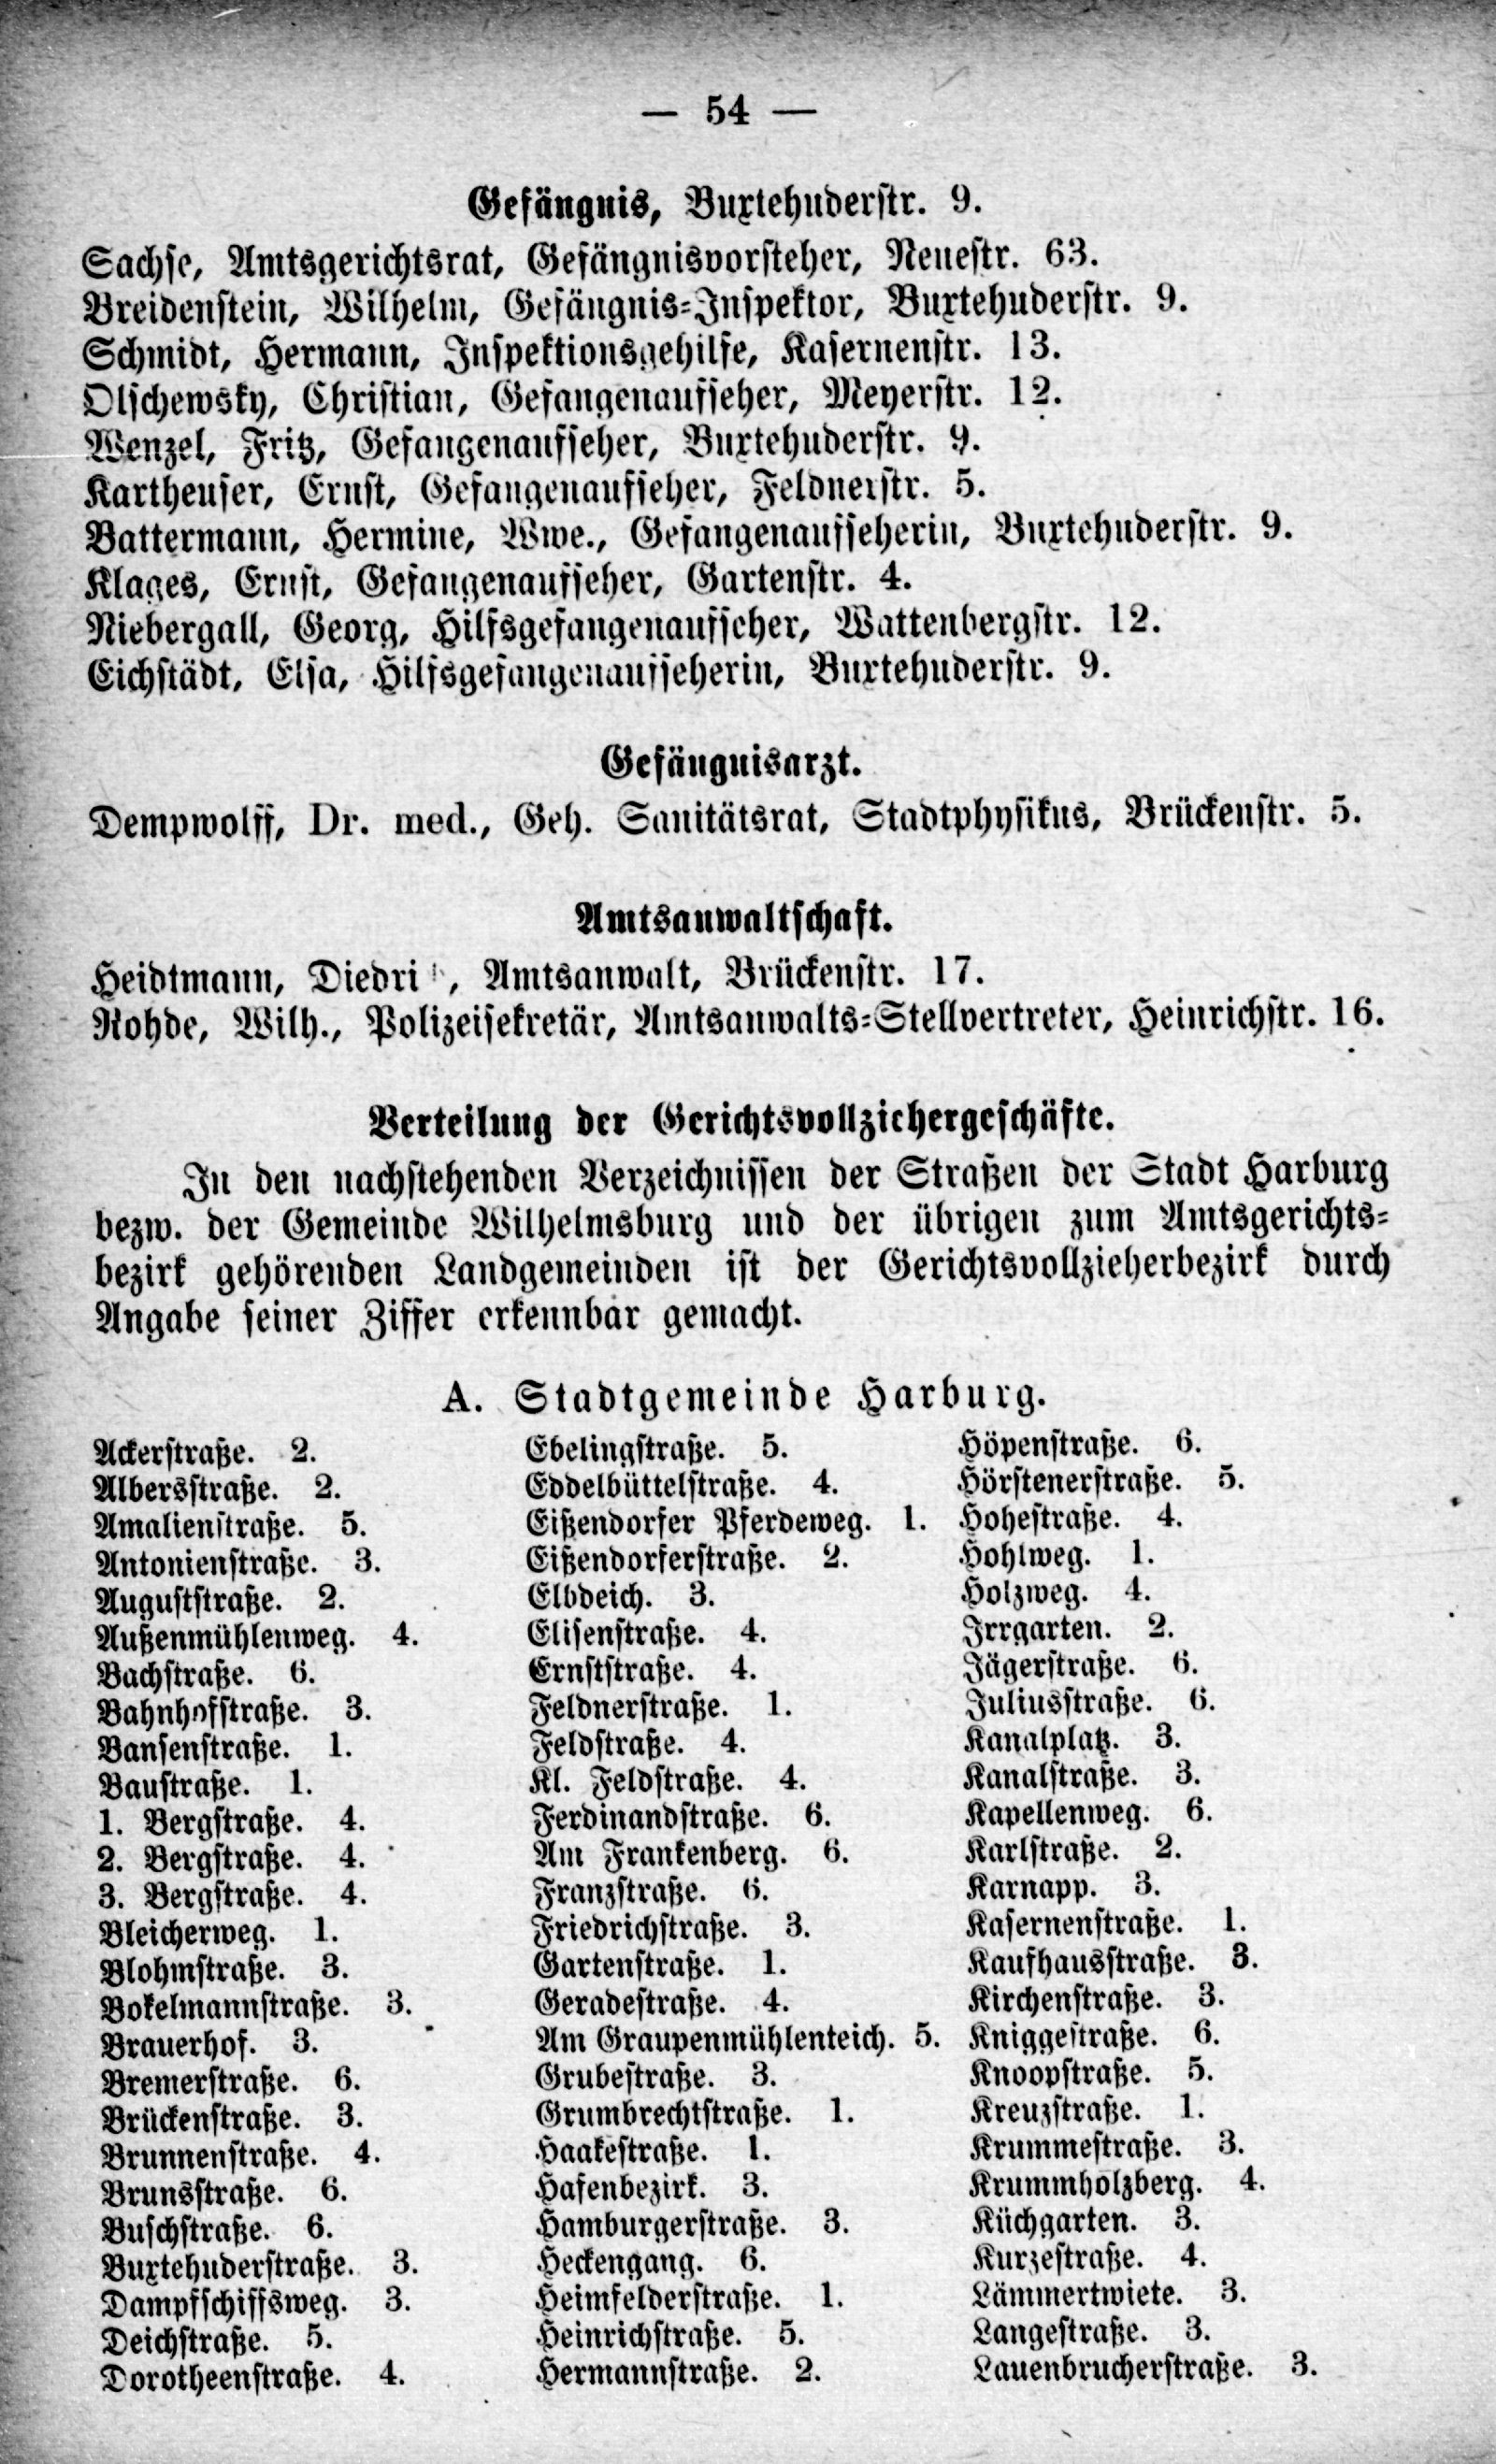 — 54 —
Gefängnis, Buxtehuderstr. 9.
Sachse, Amtsgerichtsrat, Gefängnisvorsteher, Neuestr. 63.
Breidenstein, Wilhelm, Gefängnis-Inspektor, Buxtehuderstr. 9.
Schmidt, Hermann, Inspektionsgehilfe, Kasernenstr. 13.
Olschewsky, Christian, Gefangenaufseher, Meyerstr. 12.
Wenzel, Fritz, Gefangenaufseher, Buxtehuderstr. 9.
Kartheuser, Ernst, Gefangenaufseher, Feldnerstr. 5.
Battermann, Hermine, Wwe., Gefangenaufseherin, Buxtehuderstr. 9.
Klages, Ernst, Gefangenaufseher, Gartenstr. 4.
Niebergall, Georg, Hilfsgefangenaufseher, Wattenbergstr. 12.
Eichstädt, Elsa, Hilfsgefangenaufseherin, Buxtehuderstr. 9.
Gefängnisarzt.
Dempwolff, Dr. med., Geh. Sanitätsrat, Stadtphysikus, Brückenstr. 5.
Amtsanwaltschaft.
Heidtmann, Diedri , Amtsanwalt, Brückenstr. 17.
Rohde, Wilh., Polizeisekretär, Amtsanwalts-Stellvertreter, Heinrichstr. 16.
Verteilung der Gerichtsvollziehergeschäfte.
In den nachstehenden Verzeichnissen der Straßen der Stadt Harburg
bezw. der Gemeinde Wilhelmsburg und der übrigen zum Amtsgerichts-
bezirk gehörenden Landgemeinden ist der Gerichtsvollzieherbezirk durch
Angabe seiner Ziffer erkennbar gemacht.
A. Stadtgemeinde Harburg.
Ackerstraße. 2.
Albersstraße. 2.
Amalienstraße. 5.
Antonienstraße. 3.
Auguststraße. 2.
Außenmühlenweg. 4.
Bachstraße. 6.
Bahnhofstraße. 3.
Bansenstraße. 1.
Baustraße. 1.
1. Bergstraße. 4.
2. Bergstraße. 4.
3. Bergstraße. 4.
Bleicherweg. 1.
Blohmstraße. 3.
Bokelmannstraße. 3.
Brauerhof. 3.
Bremerstraße. 6.
Brückenstraße. 3.
Brunnenstraße. 4.
Brunsstraße. 6.
Buschstraße. 6.
Buxtehuderstraße. 3.
Dampfschiffsweg. 3.
Deichstraße. 5.
Dorotheenstraße. 4.
Ebelingstraße. 5.
Eddelbüttelstraße. 4.
Eißendorfer Pferdeweg. 1.
Eißendorferstraße. 2.
Elbdeich. 3.
Elisenstraße. 4.
Ernststraße. 4.
Feldnerstraße. 1.
Feldstraße. 4.
Kl. Feldstraße. 4.
Ferdinandstraße. 6.
Am Frankenberg. 6.
Franzstraße. 6.
Friedrichstraße. 3.
Gartenstraße. 1.
Geradestraße. 4.
Am Graupenmühlenteich. 5.
Grubestraße. 3.
Grumbrechtstraße. 1.
Haakestraße. 1.
Hafenbezirk. 3.
Hamburgerstraße. 3.
Heckengang. 6.
Heimfelderstraße. 1.
Heinrichstraße. 5.
Hermannstraße. 2.
Höpenstraße. 6.
Hörstenerstraße. 5.
Hohestraße. 4.
Hohlweg. 1.
Holzweg. 4.
Irrgarten. 2.
Jägerstraße. 6.
Juliusstraße. 6.
Kanalplatz. 3.
Kanalstraße. 3.
Kapellenweg. 6.
Karlstraße. 2.
Karnapp. 3.
Kasernenstraße. 1.
Kaufhausstraße. 3.
Kirchenstraße. 3.
Kniggestraße. 6.
Knoopstraße. 5.
Kreuzstraße. 1.
Krummestraße. 3.
Krummholzberg. 4.
Küchgarten. 3.
Kurzestraße. 4.
Lämmertwiete. 3.
Langestraße. 3.
Lauenbrucherstraße. 3.